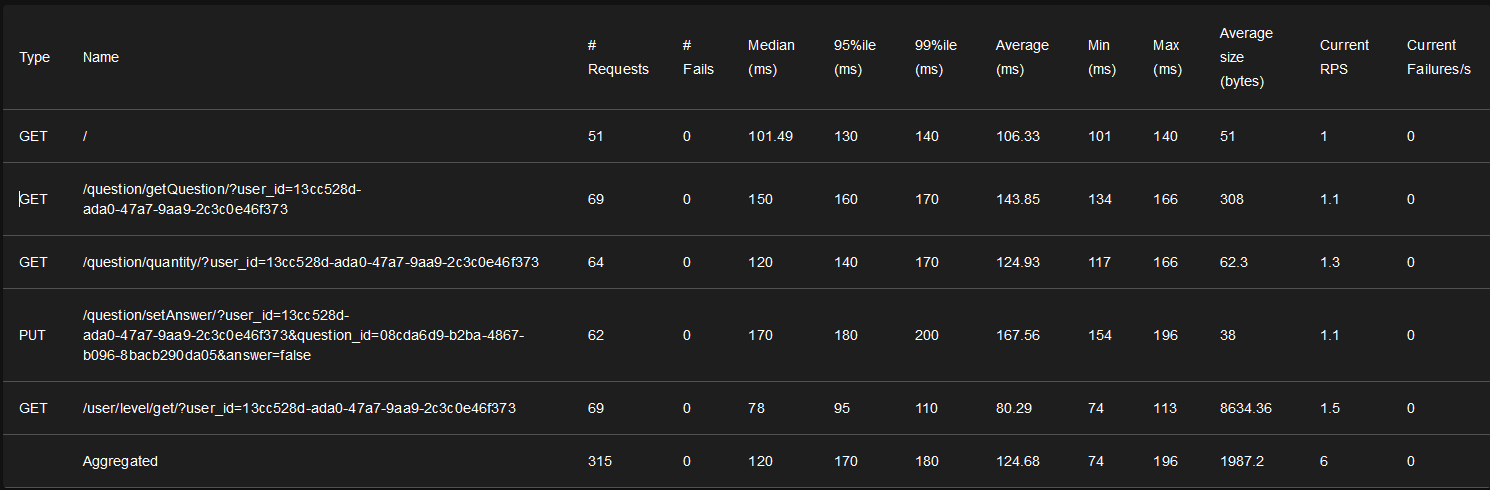 Type Name # Requests # Fails Median (ms) 95%ile (ms) 99%ile (ms) Average (ms) Min (ms) Max (ms) Average size (bytes) Current RPS Current Failures/s
GET / 51 0 101.49 130 140 106.33 101 140 51 1 0
GET /question/getQuestion/?user_id=13cc528d-
ada0-47a7-9aa9-2c3c0e46f373 69 0 150 160 170 143.85 134 166 308 1.1 0
GET /question/quantity/?user_id=13cc528d-ada0-47a7-9aa9-2c3c0e46f373 64 0 120 140 170 124.93 117 166 62.3 1.3 0
PUT /question/setAnswer/?user_id=13cc528d-
ada0-47a7-9aa9-2c3c0e46f373&question_id=08cda6d9-b2ba-4867-
b096-8bacb290da05&answer=false 62 0 170 180 200 167.56 154 196 38 1.1 0
GET /user/level/get/?user_id=13cc528d-ada0-47a7-9aa9-2c3c0e46f373 69 0 78 95 110 80.29 74 113 8634.36 1.5 0
Aggregated 315 0 120 170 180 124.68 74 196 1987.2 6 0